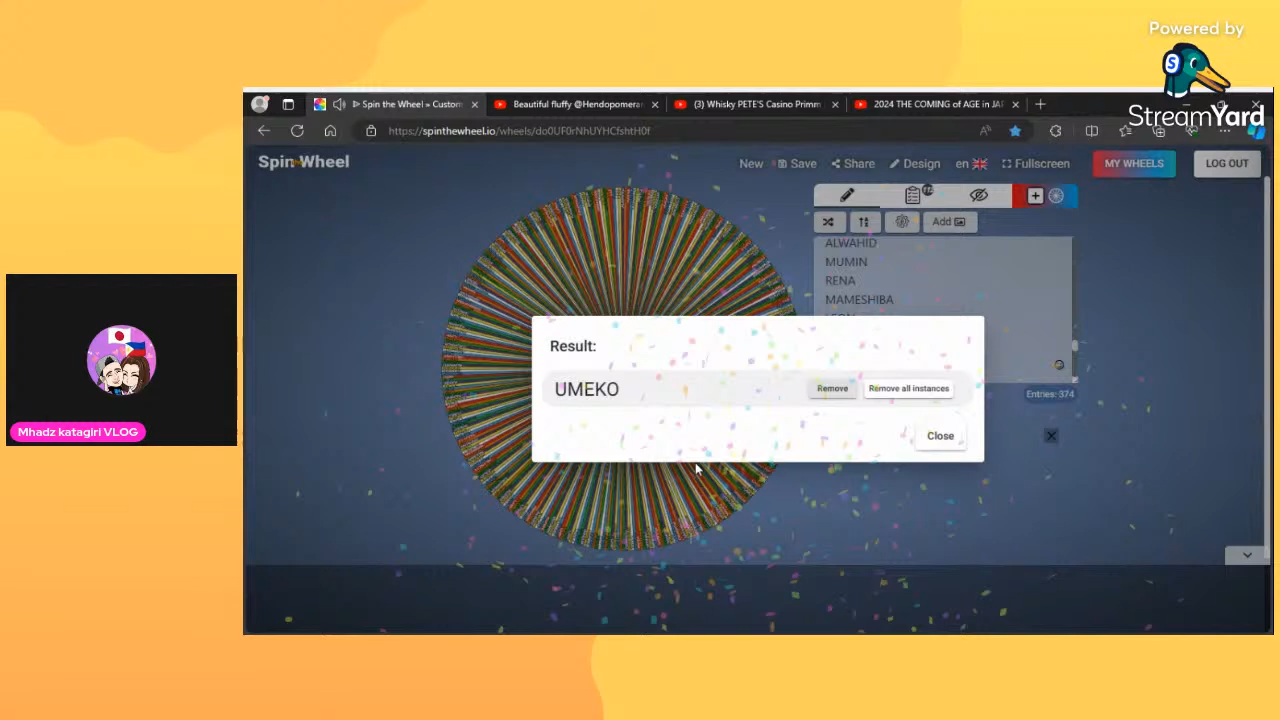 Powered by
StreamYard
Spin the Wheel = Custom
Beautiful fluffy @Hendopomerar
(3) Whisky PETE'S Casino Primm
2024 THE COMING of AGE in JAP
https://spinthewheel.io/wheels/do0UF0rNhUYHCfshtH0f
Spin Wheel
New
Save
Share
Design
en
Fullscreen
MY WHEELS
LOG OUT
Add
ALWAHID
MUMIN
RENA
MAMESHIBA
Result:
UMEKO
Remove
Remove all instances
Close
Entries: 374
Mhadz katagiri VLOG